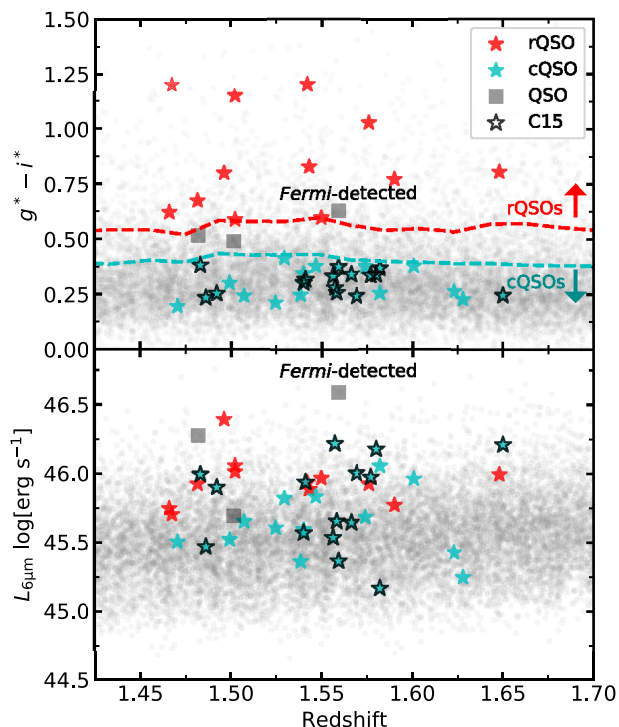 1.50
1.25
1.00
0.75
0.50
0.25
0.00
g* − i*
rQSO
cQSO
QSO
C15
Fermi-detected
rQSOs
cQSOs
Fermi-detected
46.5
46.0
45.5
45.0
44.5
L6μm log[erg s−1]
1.45
1.50
1.55
1.60
1.65
1.70
Redshift